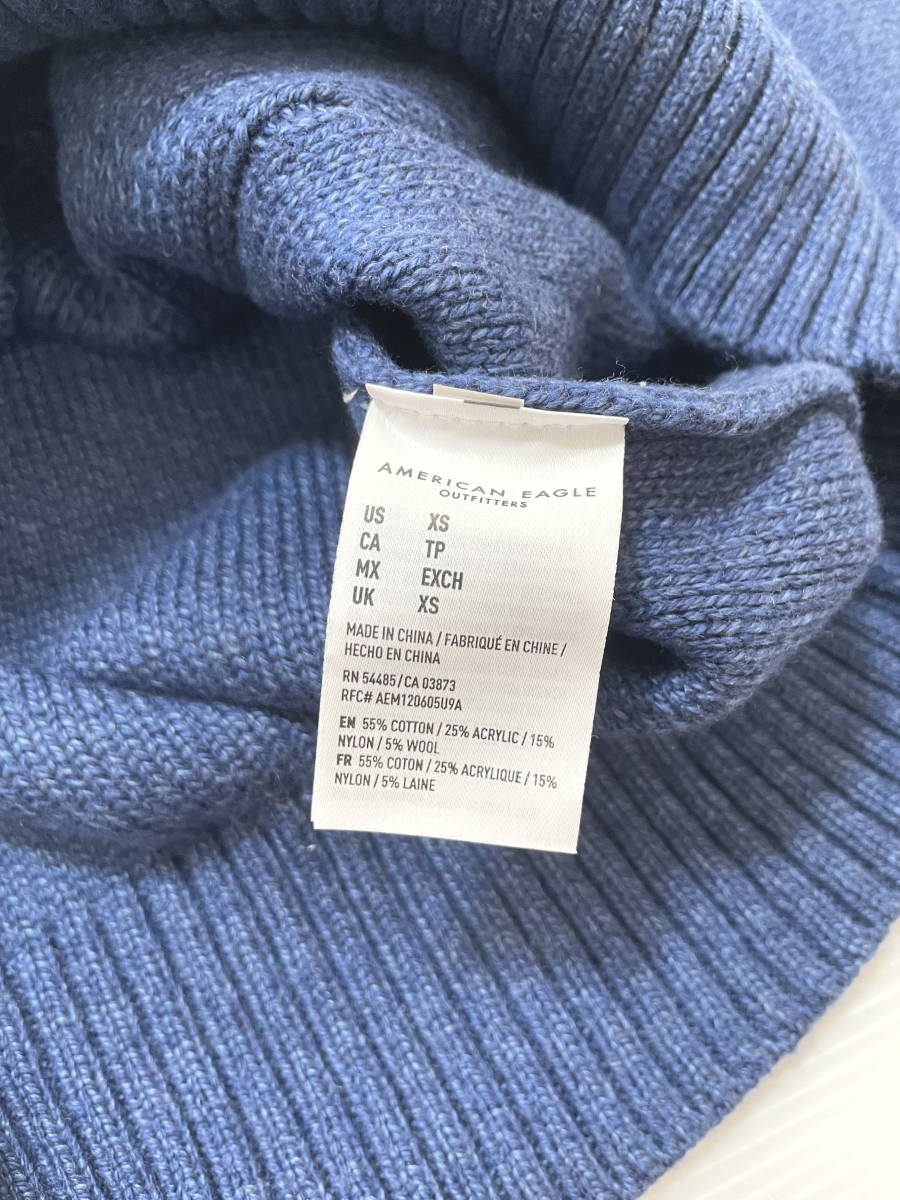 AMERICAN EAGLE
OUTFITTERS
US XS
CA TP
MX EXCH
UK XS
MADE IN CHINA / FABRIQUÉ EN CHINE /
HECHO EN CHINA
RN 54485 / CA 03873
RFC# AEM120605U9A
EN 55% COTTON / 25% ACRYLIC / 15%
NYLON / 5% WOOL
FR 55% COTON / 25% ACRYLIQUE / 15%
NYLON / 5% LAINE